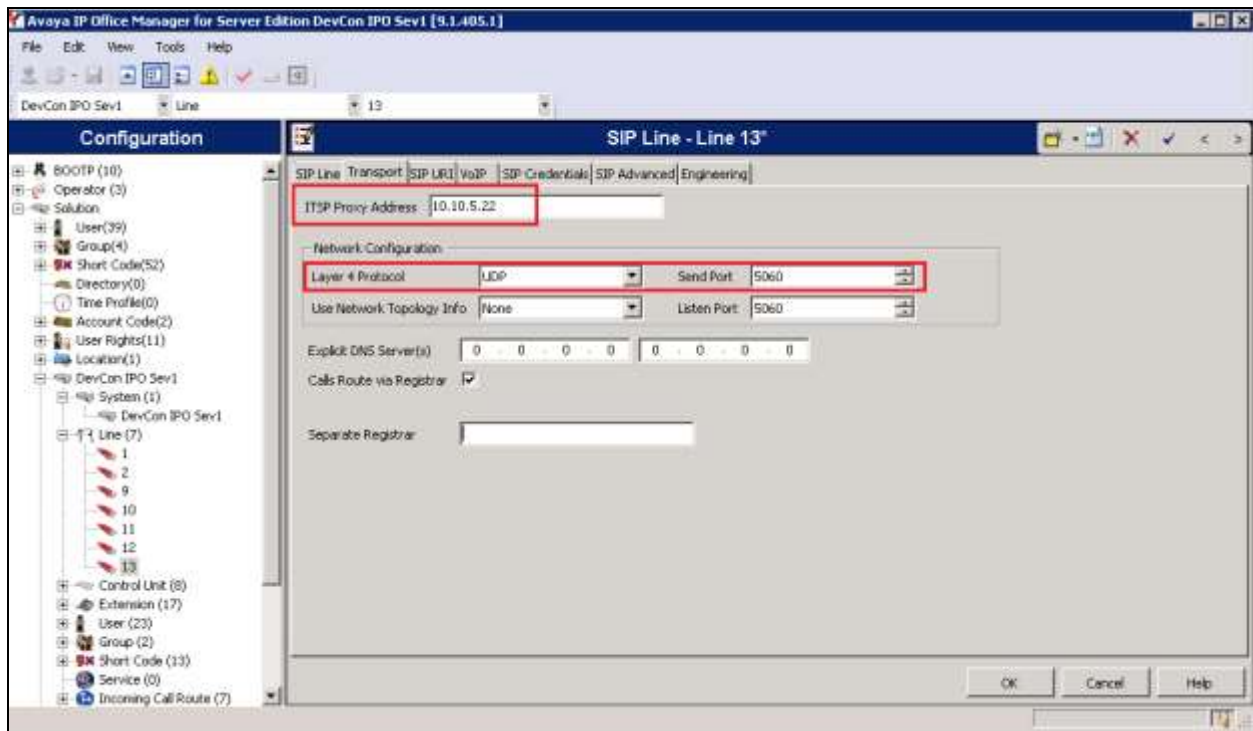 Avaya IP Office Manager for Server Edition DevCon IPO Sev1 [9.1.405.1]
File Edit View Tools Help
DevCon IPO Sev1 Line 13
Configuration
SIP Line - Line 13*
BOOTP (10)
Operator (3)
Solution
User(39)
Group(4)
Short Code(52)
Directory(0)
Time Profile(0)
Account Code(2)
User Rights(11)
Location(1)
DevCon IPO Sev1
System (1)
DevCon IPO Sev1
Line (7)
1
2
9
10
11
12
13
Control Unit (8)
Extension (17)
User (23)
Group (2)
Short Code (13)
Service (0)
Incoming Call Route (7)
SIP Line Transport SIP URI VoIP SIP Credentials SIP Advanced Engineering
ITSP Proxy Address 10.10.5.22
Network Configuration
Layer 4 Protocol UDP Send Port 5060
Use Network Topology Info None Listen Port 5060
Explicit DNS Server(s) 0 . 0 . 0 . 0 0 . 0 . 0 . 0
Calls Route via Registrar
Separate Registrar
OK Cancel Help